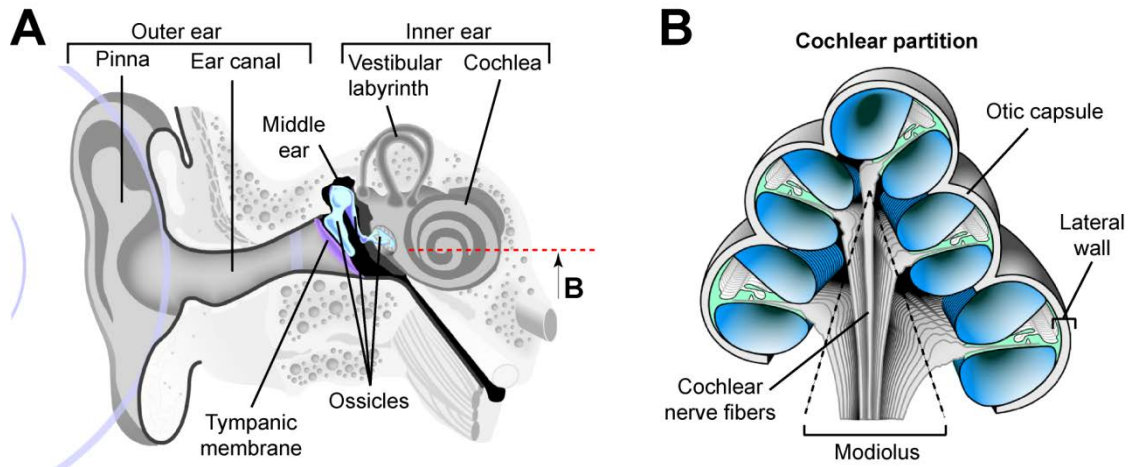 A
Outer ear
Pinna
Ear canal
Inner ear
Vestibular
labyrinth
Cochlea
Middle
ear
B
Ossicles
Tympanic
membrane
B
Cochlear partition
Otic capsule
Lateral
wall
Cochlear
nerve fibers
Modiolus